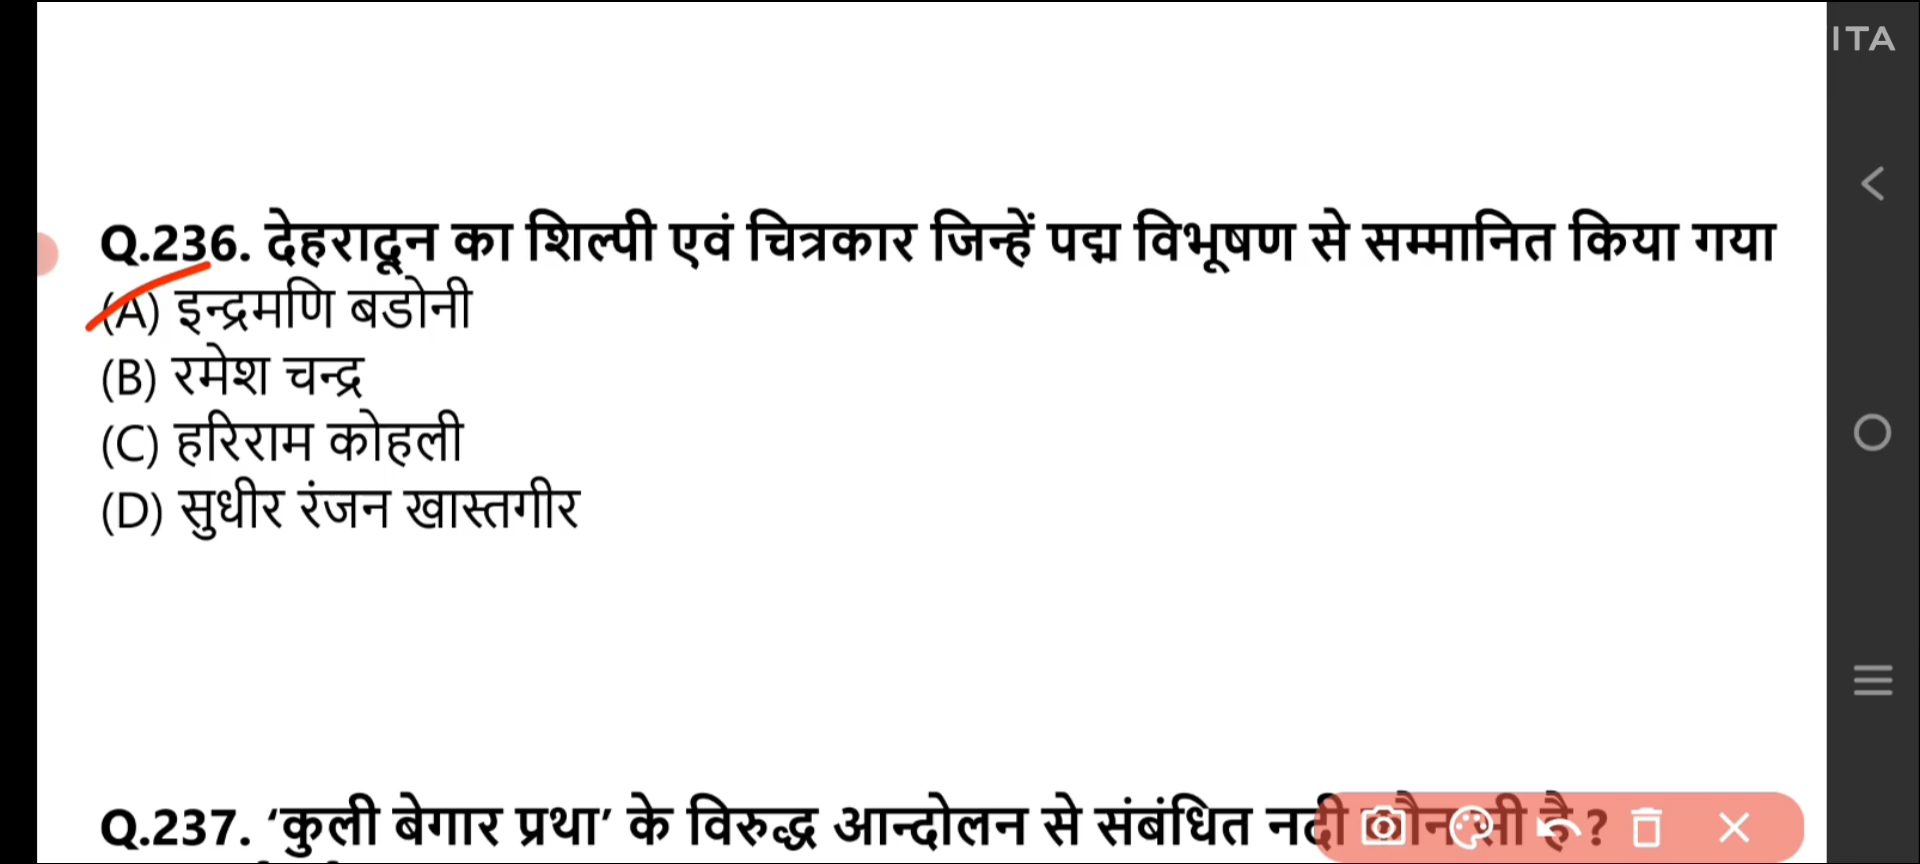 ITA
Q.236. देहरादून का शिल्पी एवं चित्रकार जिन्हें पद्म विभूषण से सम्मानित किया गया
(A) इन्द्रमणि बडोनी
(B) रमेश चन्द्र
(C) हरिराम कोहली
(D) सुधीर रंजन खास्तगीर
Q.237. ‘कुली बेगार प्रथा’ के विरुद्ध आन्दोलन से संबंधित नदी कौन सी है?